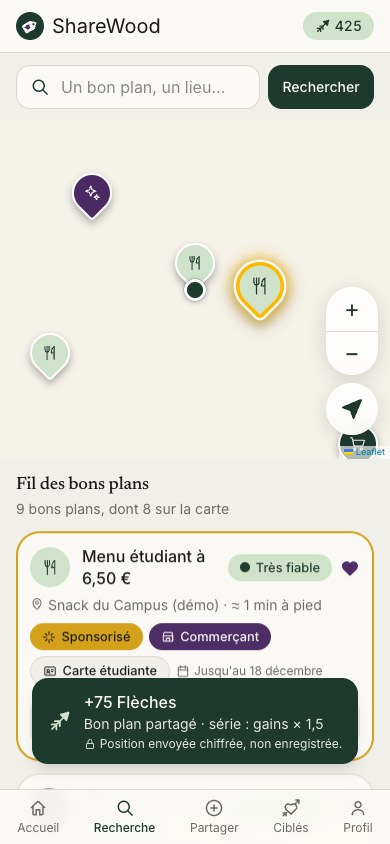 ShareWood
425
Un bon plan, un lieu...
Rechercher
+
−
Leaflet
Fil des bons plans
9 bons plans, dont 8 sur la carte
Menu étudiant à
6,50 €
Très fiable
Snack du Campus (démo) · ≈ 1 min à pied
Sponsorisé
Commerçant
Carte étudiante
Jusqu'au 18 décembre
+75 Flèches
Bon plan partagé · série : gains × 1,5
Position envoyée chiffrée, non enregistrée.
Accueil
Recherche
Partager
Ciblés
Profil